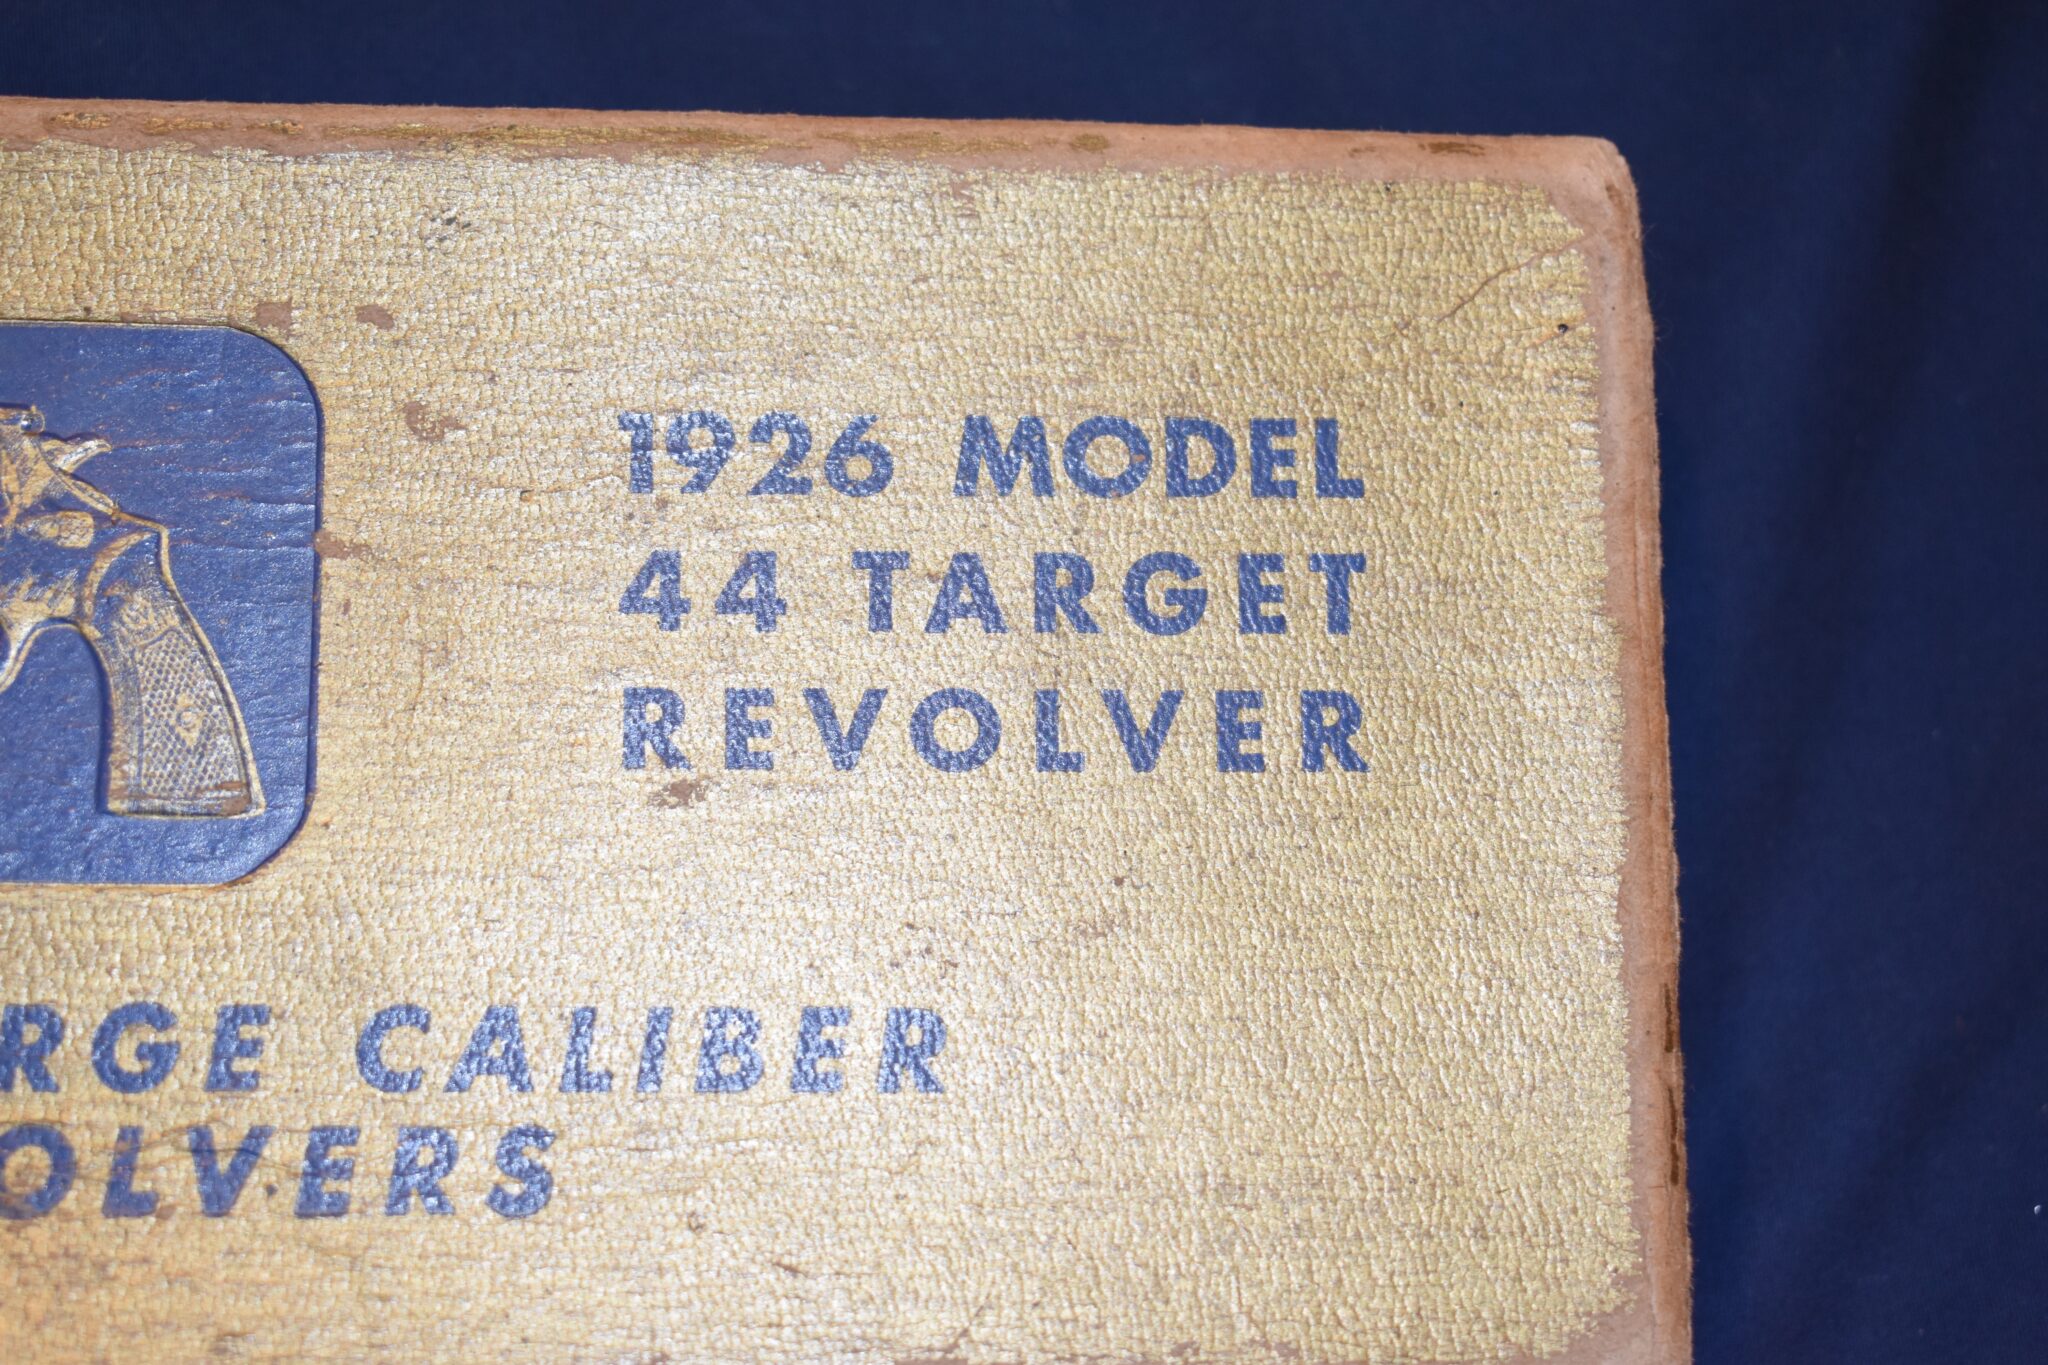 1926 MODEL
44 TARGET
REVOLVER
RGE CALIBER
OLVERS